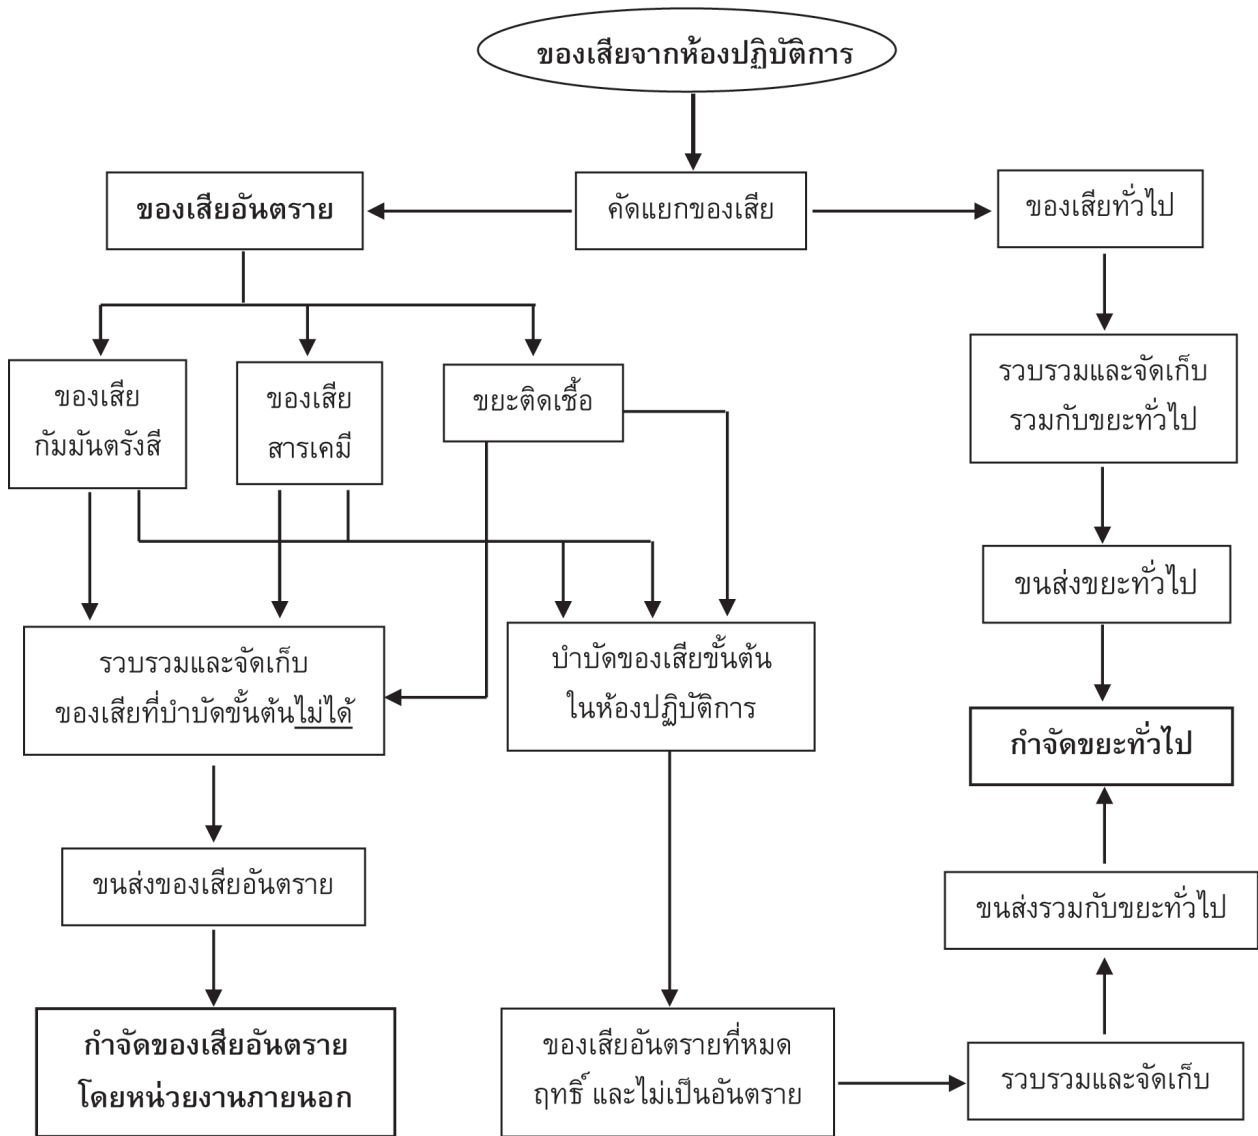 ของเสียจากห้องปฏิบัติการ
ของเสียอันตราย
คัดแยกของเสีย
ของเสียทั่วไป
ของเสีย
กัมมันตรังสี
ของเสีย
สารเคมี
ขยะติดเชื้อ
รวบรวมและจัดเก็บ
รวมกับขยะทั่วไป
ขนส่งขยะทั่วไป
รวบรวมและจัดเก็บ
ของเสียที่บำบัดขั้นต้นไม่ได้
บำบัดของเสียขั้นต้น
ในห้องปฏิบัติการ
กำจัดขยะทั่วไป
ขนส่งของเสียอันตราย
ขนส่งรวมกับขยะทั่วไป
กำจัดของเสียอันตราย
โดยหน่วยงานภายนอก
ของเสียอันตรายที่หมด
ฤทธิ์ และไม่เป็นอันตราย
รวบรวมและจัดเก็บ